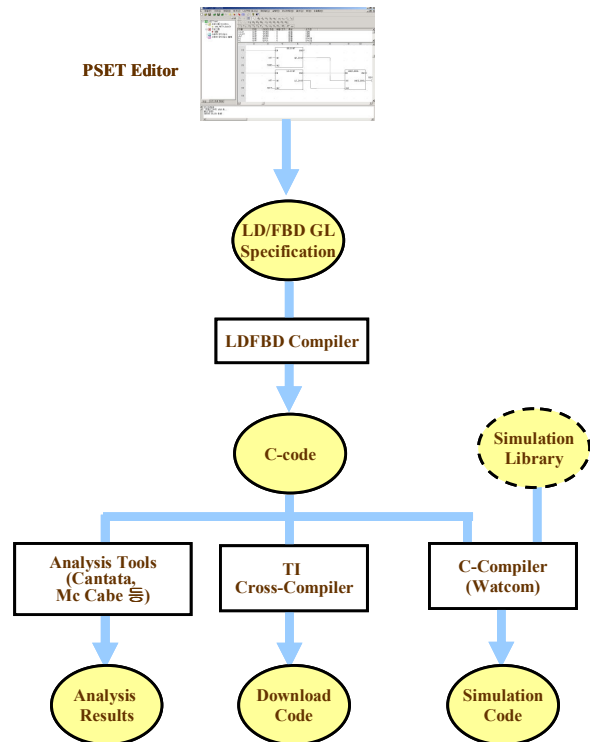 PSET Editor
LD/FBD GL
Specification
LDFBD Compiler
C-code
Simulation
Library
Analysis Tools
(Cantata,
Mc Cabe 등)
TI
Cross-Compiler
C-Compiler
(Watcom)
Analysis
Results
Download
Code
Simulation
Code